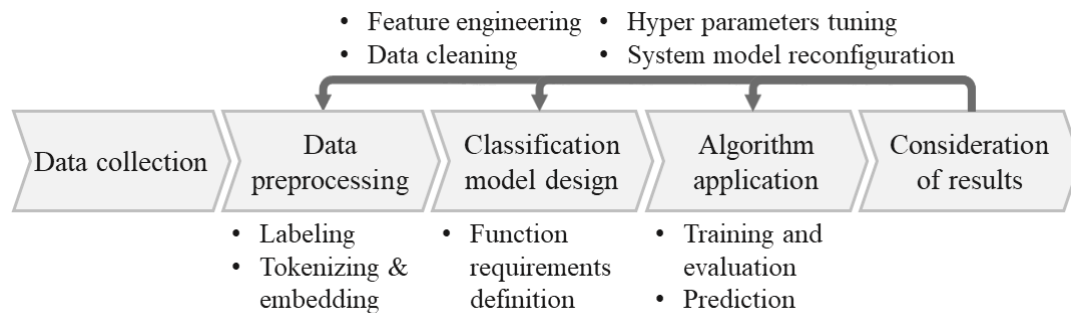 • Feature engineering
• Data cleaning
• Hyper parameters tuning
• System model reconfiguration
Data collection
Data
preprocessing
Classification
model design
Algorithm
application
Consideration
of results
• Labeling
• Tokenizing &
embedding
• Function
requirements
definition
• Training and
evaluation
• Prediction